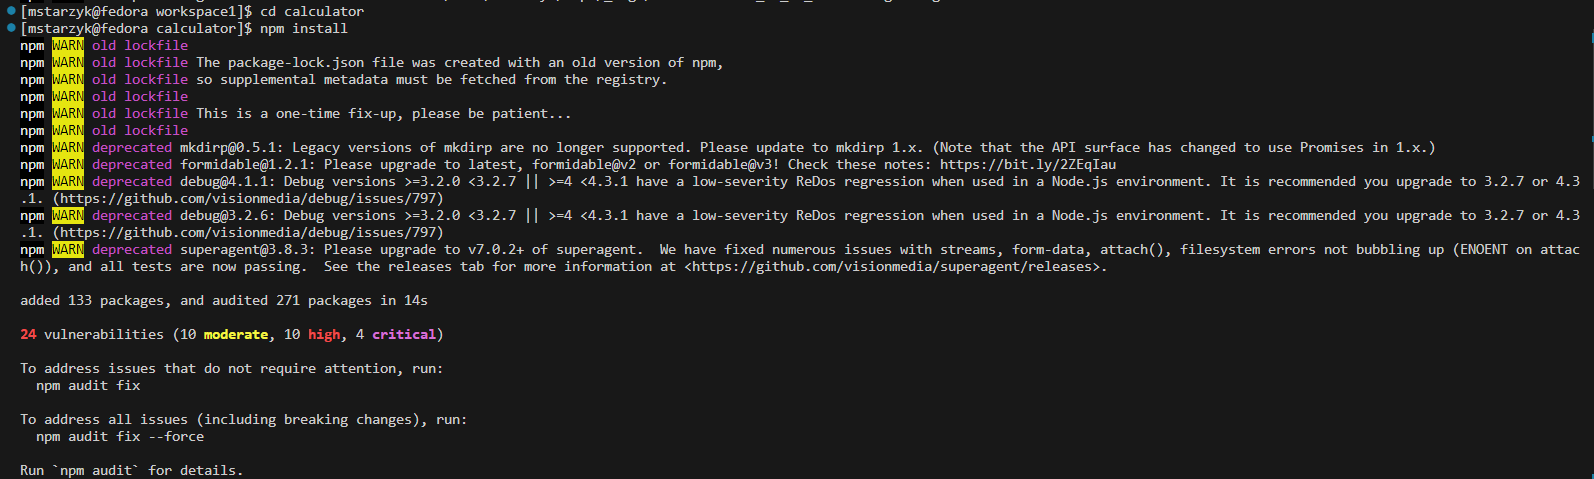 [mstarzyk@fedora workspace1]$ cd calculator
[mstarzyk@fedora calculator]$ npm install
npm WARN old lockfile
npm WARN old lockfile The package-lock.json file was created with an old version of npm,
npm WARN old lockfile so supplemental metadata must be fetched from the registry.
npm WARN old lockfile
npm WARN old lockfile This is a one-time fix-up, please be patient...
npm WARN old lockfile
npm WARN deprecated mkdirp@0.5.1: Legacy versions of mkdirp are no longer supported. Please update to mkdirp 1.x. (Note that the API surface has changed to use Promises in 1.x.)
npm WARN deprecated formidable@1.2.1: Please upgrade to latest, formidable@v2 or formidable@v3! Check these notes: https://bit.ly/2ZEqIau
npm WARN deprecated debug@4.1.1: Debug versions >=3.2.0 <3.2.7 || >=4 <4.3.1 have a low-severity ReDos regression when used in a Node.js environment. It is recommended you upgrade to 3.2.7 or 4.3
.1. (https://github.com/visionmedia/debug/issues/797)
npm WARN deprecated debug@3.2.6: Debug versions >=3.2.0 <3.2.7 || >=4 <4.3.1 have a low-severity ReDos regression when used in a Node.js environment. It is recommended you upgrade to 3.2.7 or 4.3
.1. (https://github.com/visionmedia/debug/issues/797)
npm WARN deprecated superagent@3.8.3: Please upgrade to v7.0.2+ of superagent.  We have fixed numerous issues with streams, form-data, attach(), filesystem errors not bubbling up (ENOENT on attac
h()), and all tests are now passing.  See the releases tab for more information at <https://github.com/visionmedia/superagent/releases>.
added 133 packages, and audited 271 packages in 14s
24 vulnerabilities (10 moderate, 10 high, 4 critical)
To address issues that do not require attention, run:
npm audit fix
To address all issues (including breaking changes), run:
npm audit fix --force
Run `npm audit` for details.